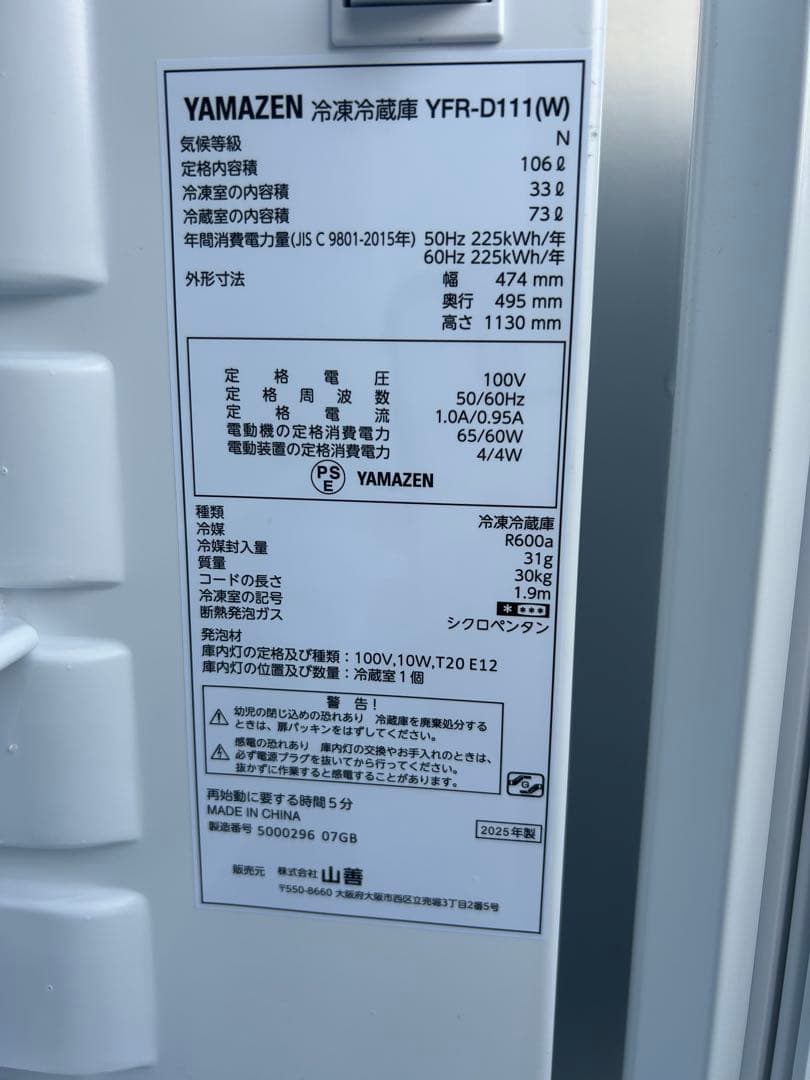 YAMAZEN 冷凍冷蔵庫 YFR-D111(W)
気候等級 N
定格内容積 106ℓ
冷凍室の内容積 33ℓ
冷蔵室の内容積 73ℓ
年間消費電力量(JIS C 9801-2015年) 50Hz 225kWh/年
60Hz 225kWh/年
外形寸法 幅 474 mm
奥行 495 mm
高さ 1130 mm
定格電圧 100V
定格周波数 50/60Hz
定格電流 1.0A/0.95A
電動機の定格消費電力 65/60W
電動装置の定格消費電力 4/4W
PSE YAMAZEN
種類 冷凍冷蔵庫
冷媒 R600a
冷媒封入量 31g
質量 30kg
コードの長さ 1.9m
冷凍室の記号 * ***
断熱発泡ガス シクロペンタン
発泡材
庫内灯の定格及び種類：100V,10W,T20 E12
庫内灯の位置及び数量：冷蔵室1個
警告!
幼児の閉じ込めの恐れあり 冷蔵庫を廃棄処分する
ときは、扉パッキンをはずしてください。
感電の恐れあり 庫内灯の交換やお手入れのときは、
必ず電源プラグを抜いてから行ってください。
抜かずに作業すると感電することがあります。
G
再始動に要する時間5分
MADE IN CHINA
製造番号 5000296 07GB
2025年製
販売元 株式会社 山善
〒550-8660 大阪府大阪市西区立売堀3丁目2番5号